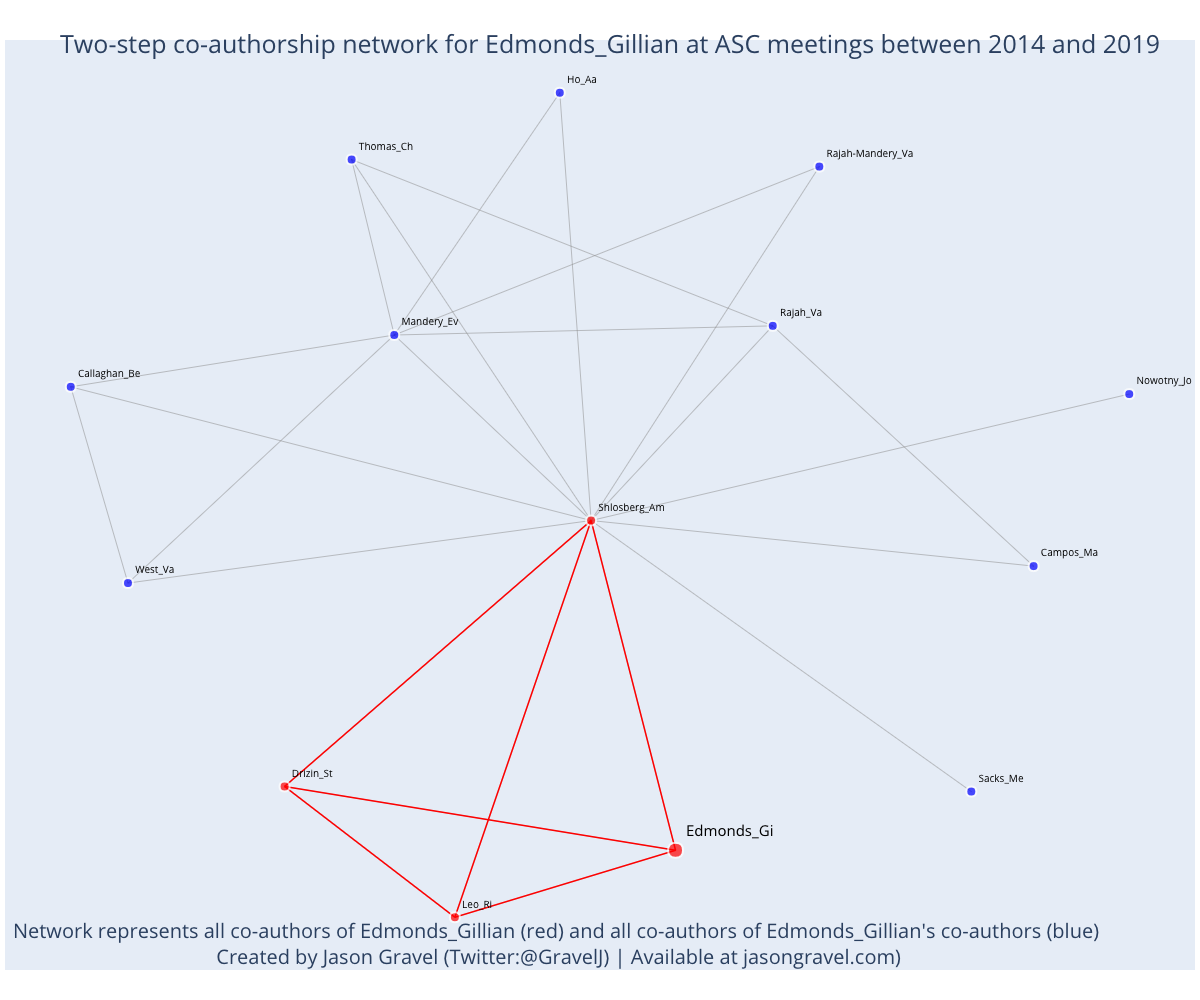 Two-step co-authorship network for Edmonds_Gillian at ASC meetings between 2014 and 2019
Ho_Aa
Thomas_Ch
Rajah-Mandery_Va
Rajah_Va
Mandery_Ev
Callaghan_Be
Nowotny_Jo
Shlosberg_Am
Campos_Ma
West_Va
Drizin_St
Sacks_Me
Edmonds_Gi
Leo_Ri
Network represents all co-authors of Edmonds_Gillian (red) and all co-authors of Edmonds_Gillian's co-authors (blue)
Created by Jason Gravel (Twitter:@GravelJ) | Available at jasongravel.com)